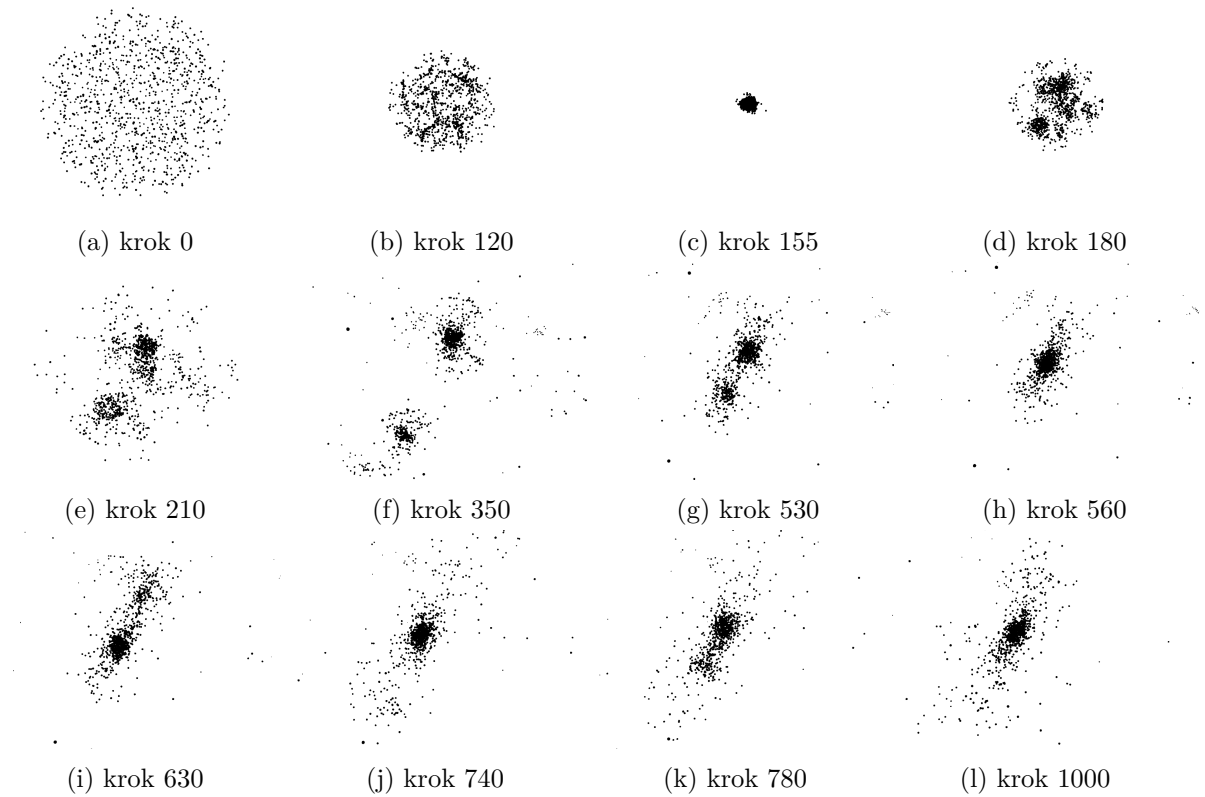 (a) krok 0
(b) krok 120
(c) krok 155
(d) krok 180
(e) krok 210
(f) krok 350
(g) krok 530
(h) krok 560
(i) krok 630
(j) krok 740
(k) krok 780
(l) krok 1000